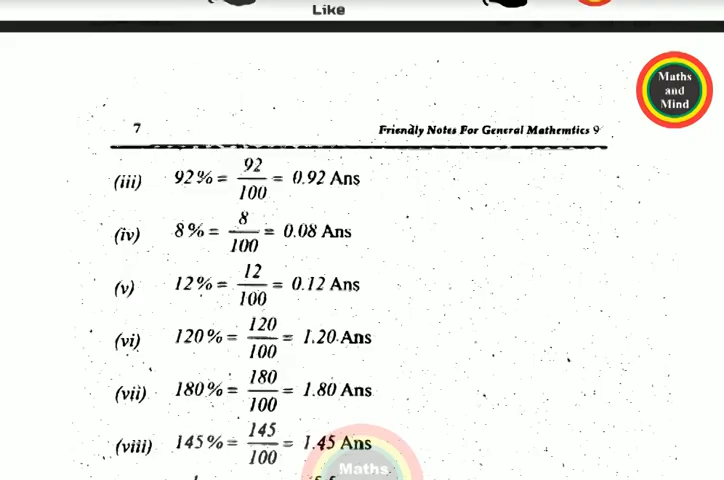 Like
Maths
and
Mind
7 Friendly Notes For General Mathemtics 9
(iii) 92% = 92/100 = 0.92 Ans
(iv) 8% = 8/100 = 0.08 Ans
(v) 12% = 12/100 = 0.12 Ans
(vi) 120% = 120/100 = 1.20 Ans
(vii) 180% = 180/100 = 1.80 Ans
(viii) 145% = 145/100 = 1.45 Ans
Maths